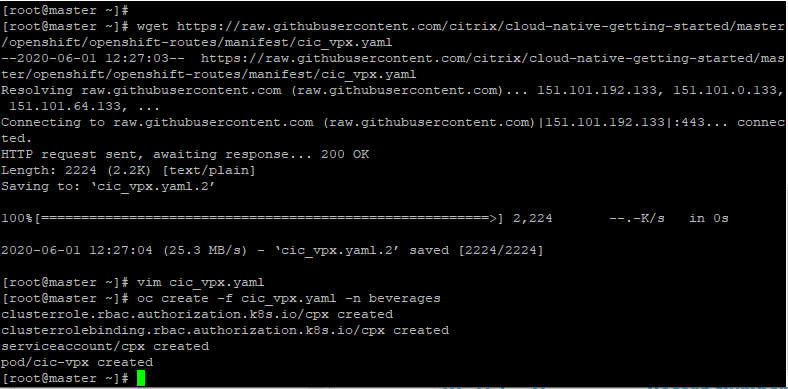 [root@master ~]#
[root@master ~]# wget https://raw.githubusercontent.com/citrix/cloud-native-getting-started/master
/openshift/openshift-routes/manifest/cic_vpx.yaml
--2020-06-01 12:27:03--  https://raw.githubusercontent.com/citrix/cloud-native-getting-started/mas
ter/openshift/openshift-routes/manifest/cic_vpx.yaml
Resolving raw.githubusercontent.com (raw.githubusercontent.com)... 151.101.192.133, 151.101.0.133,
 151.101.64.133, ...
Connecting to raw.githubusercontent.com (raw.githubusercontent.com)|151.101.192.133|:443... connec
ted.
HTTP request sent, awaiting response... 200 OK
Length: 2224 (2.2K) [text/plain]
Saving to: ‘cic_vpx.yaml.2’
100%[========================================================>] 2,224       --.-K/s   in 0s
2020-06-01 12:27:04 (25.3 MB/s) - ‘cic_vpx.yaml.2’ saved [2224/2224]
[root@master ~]# vim cic_vpx.yaml
[root@master ~]# oc create -f cic_vpx.yaml -n beverages
clusterrole.rbac.authorization.k8s.io/cpx created
clusterrolebinding.rbac.authorization.k8s.io/cpx created
serviceaccount/cpx created
pod/cic-vpx created
[root@master ~]#